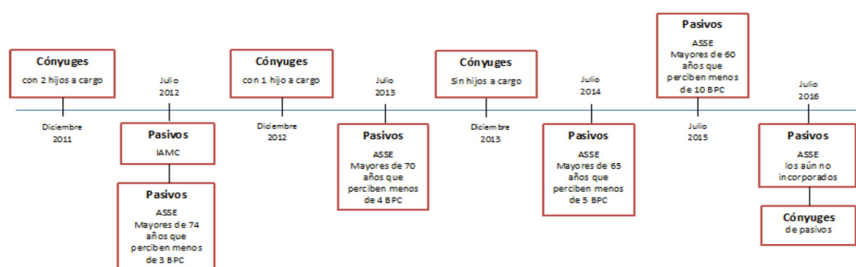 Cónyuges
con 2 hijos a cargo
Diciembre
2011
Julio
2012
Pasivos
IAMC
Pasivos
ASSE
Mayores de 74
años que
perciben menos
de 3 BPC
Cónyuges
con 1 hijo a cargo
Diciembre
2012
Julio
2013
Pasivos
ASSE
Mayores de 70
años que
perciben menos
de 4 BPC
Cónyuges
Sin hijos a cargo
Diciembre
2013
Julio
2014
Pasivos
ASSE
Mayores de 65
años que
perciben menos
de 5 BPC
Pasivos
ASSE
Mayores de 60
años que
perciben menos
de 10 BPC
Julio
2015
Julio
2016
Pasivos
ASSE
los aún no
incorporados
Cónyuges
de pasivos